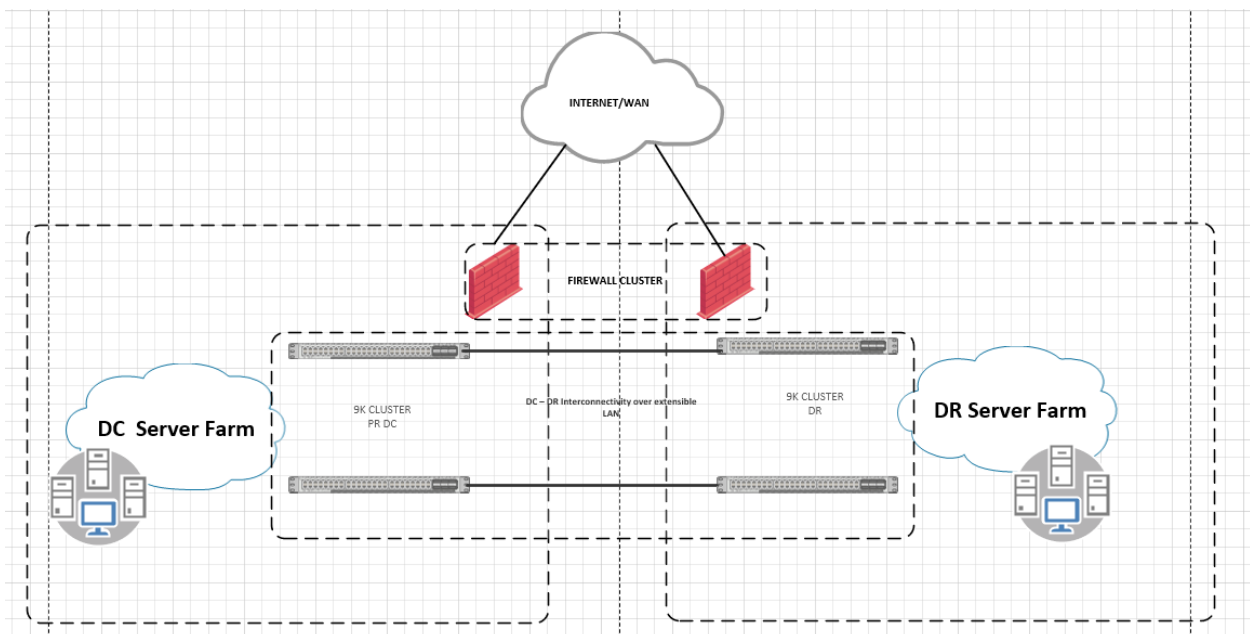 INTERNET/WAN
FIREWALL CLUSTER
9K CLUSTER
PR DC
DC – DR Interconnectivity over extensible
LAN
9K CLUSTER
DR
DC Server Farm
DR Server Farm